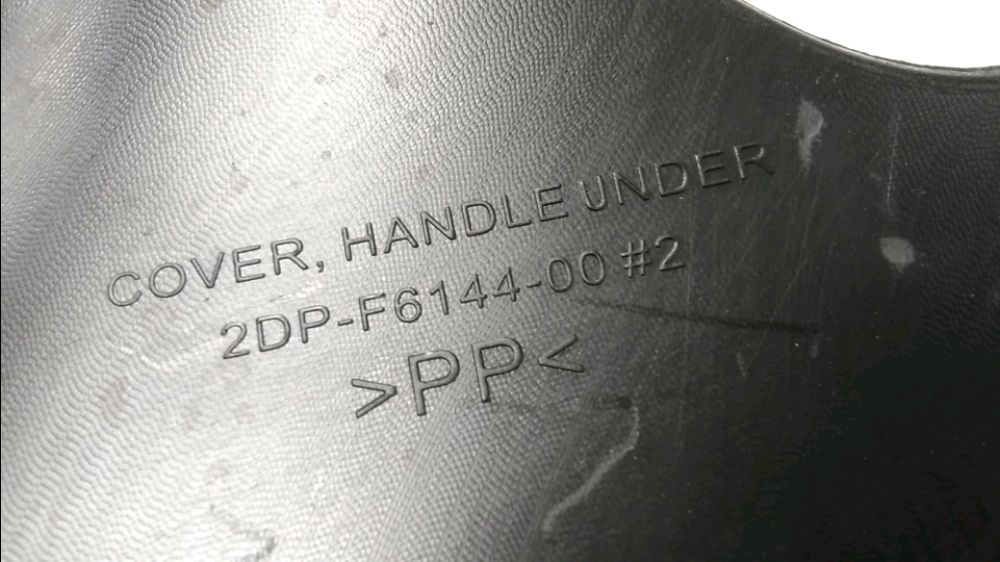 COVER, HANDLE UNDER
2DP-F6144-00 #2
>PP<